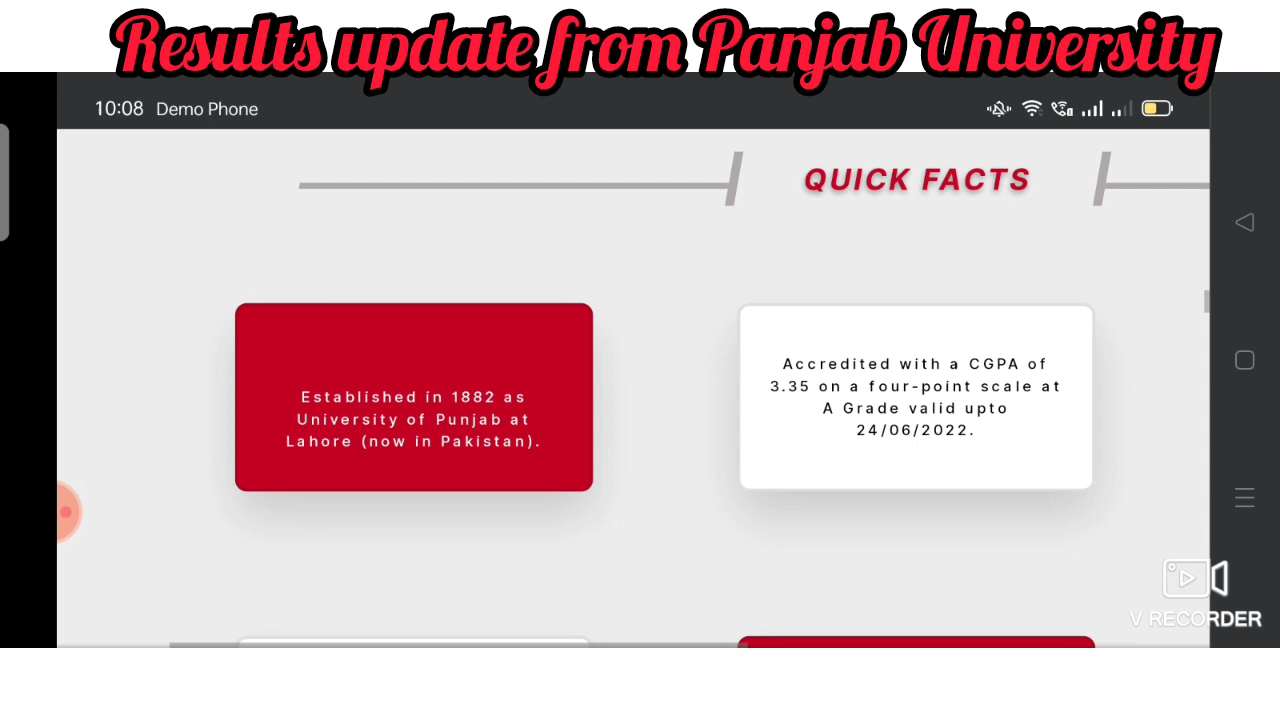 Results update from Panjab University
10:08 Demo Phone
QUICK FACTS
Established in 1882 as
University of Punjab at
Lahore (now in Pakistan).
Accredited with a CGPA of
3.35 on a four-point scale at
A Grade valid upto
24/06/2022.
V RECORDER